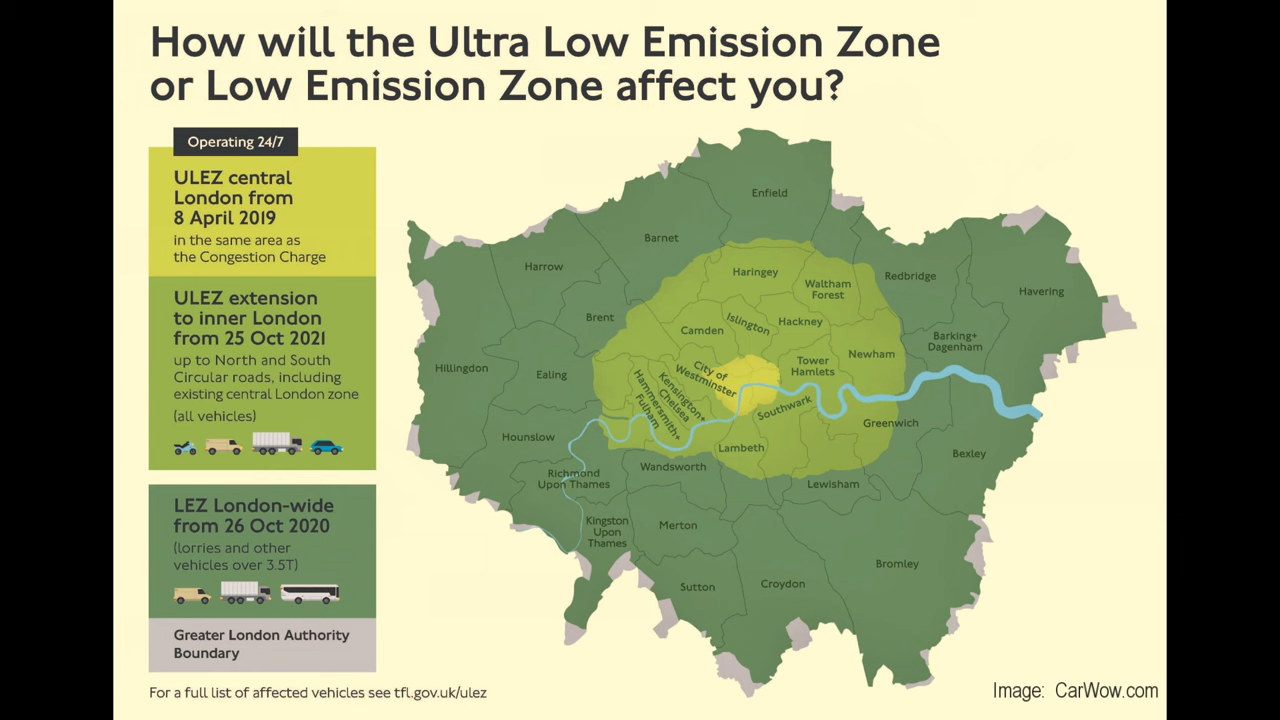 How will the Ultra Low Emission Zone
or Low Emission Zone affect you?
Operating 24/7
ULEZ central
London from
8 April 2019
in the same area as
the Congestion Charge
ULEZ extension
to inner London
from 25 Oct 2021
up to North and South
Circular roads, including
existing central London zone
(all vehicles)
LEZ London-wide
from 26 Oct 2020
(lorries and other
vehicles over 3.5T)
Greater London Authority
Boundary
For a full list of affected vehicles see tfl.gov.uk/ulez
Enfield
Barnet
Harrow
Haringey
Waltham
Forest
Redbridge
Havering
Brent
Camden
Islington
Hackney
Barking+
Dagenham
Hillingdon
Ealing
City of
Westminster
Tower
Hamlets
Newham
Kensington+
Chelsea
Hammersmith+
Fulham
Southwark
Greenwich
Hounslow
Lambeth
Bexley
Richmond
Upon Thames
Wandsworth
Lewisham
Kingston
Upon
Thames
Merton
Sutton
Croydon
Bromley
Image: CarWow.com